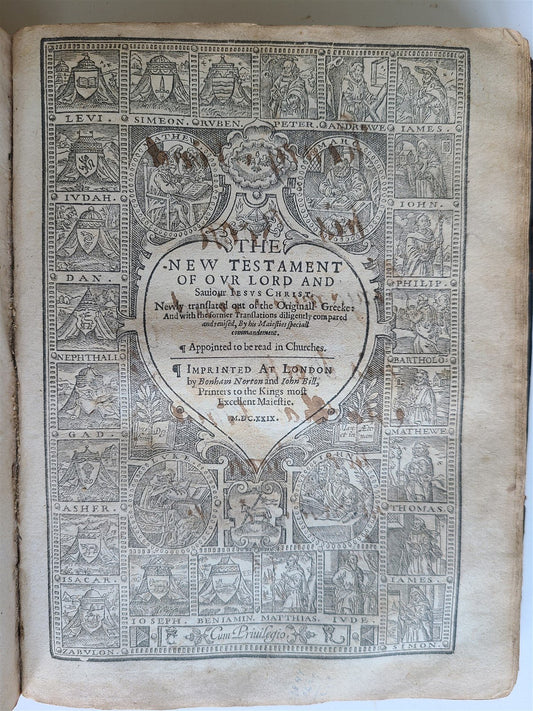 LEVI. SIMEON. RVBEN. PETER. ANDREWE IAMES.
MARK
IVDAH.
IOHN.
DAN.
PHILIP.
NEPHTHALI
BARTHOLO:
GAD.
MATHEWE
ASHER.
THOMAS.
ISACAR.
IAMES.
ZABVLON.
SIMON.
THE
NEW TESTAMENT
OF OVR LORD AND
Sauiour IESVS CHRIST.
Newly translated out of the Originall Greeke:
And with the former Translations diligently compared
and reuised, By his Maiesties speciall
commandement.
¶ Appointed to be read in Churches.
¶ IMPRINTED AT LONDON
by Bonham Norton and Iohn Bill,
Printers to the Kings most
Excellent Maiestie.
M.DC.XXIX.
LVKE
IOHN
IOSEPH. BENIAMIN. MATTHIAS. IVDE.
Cum Priuilegio.